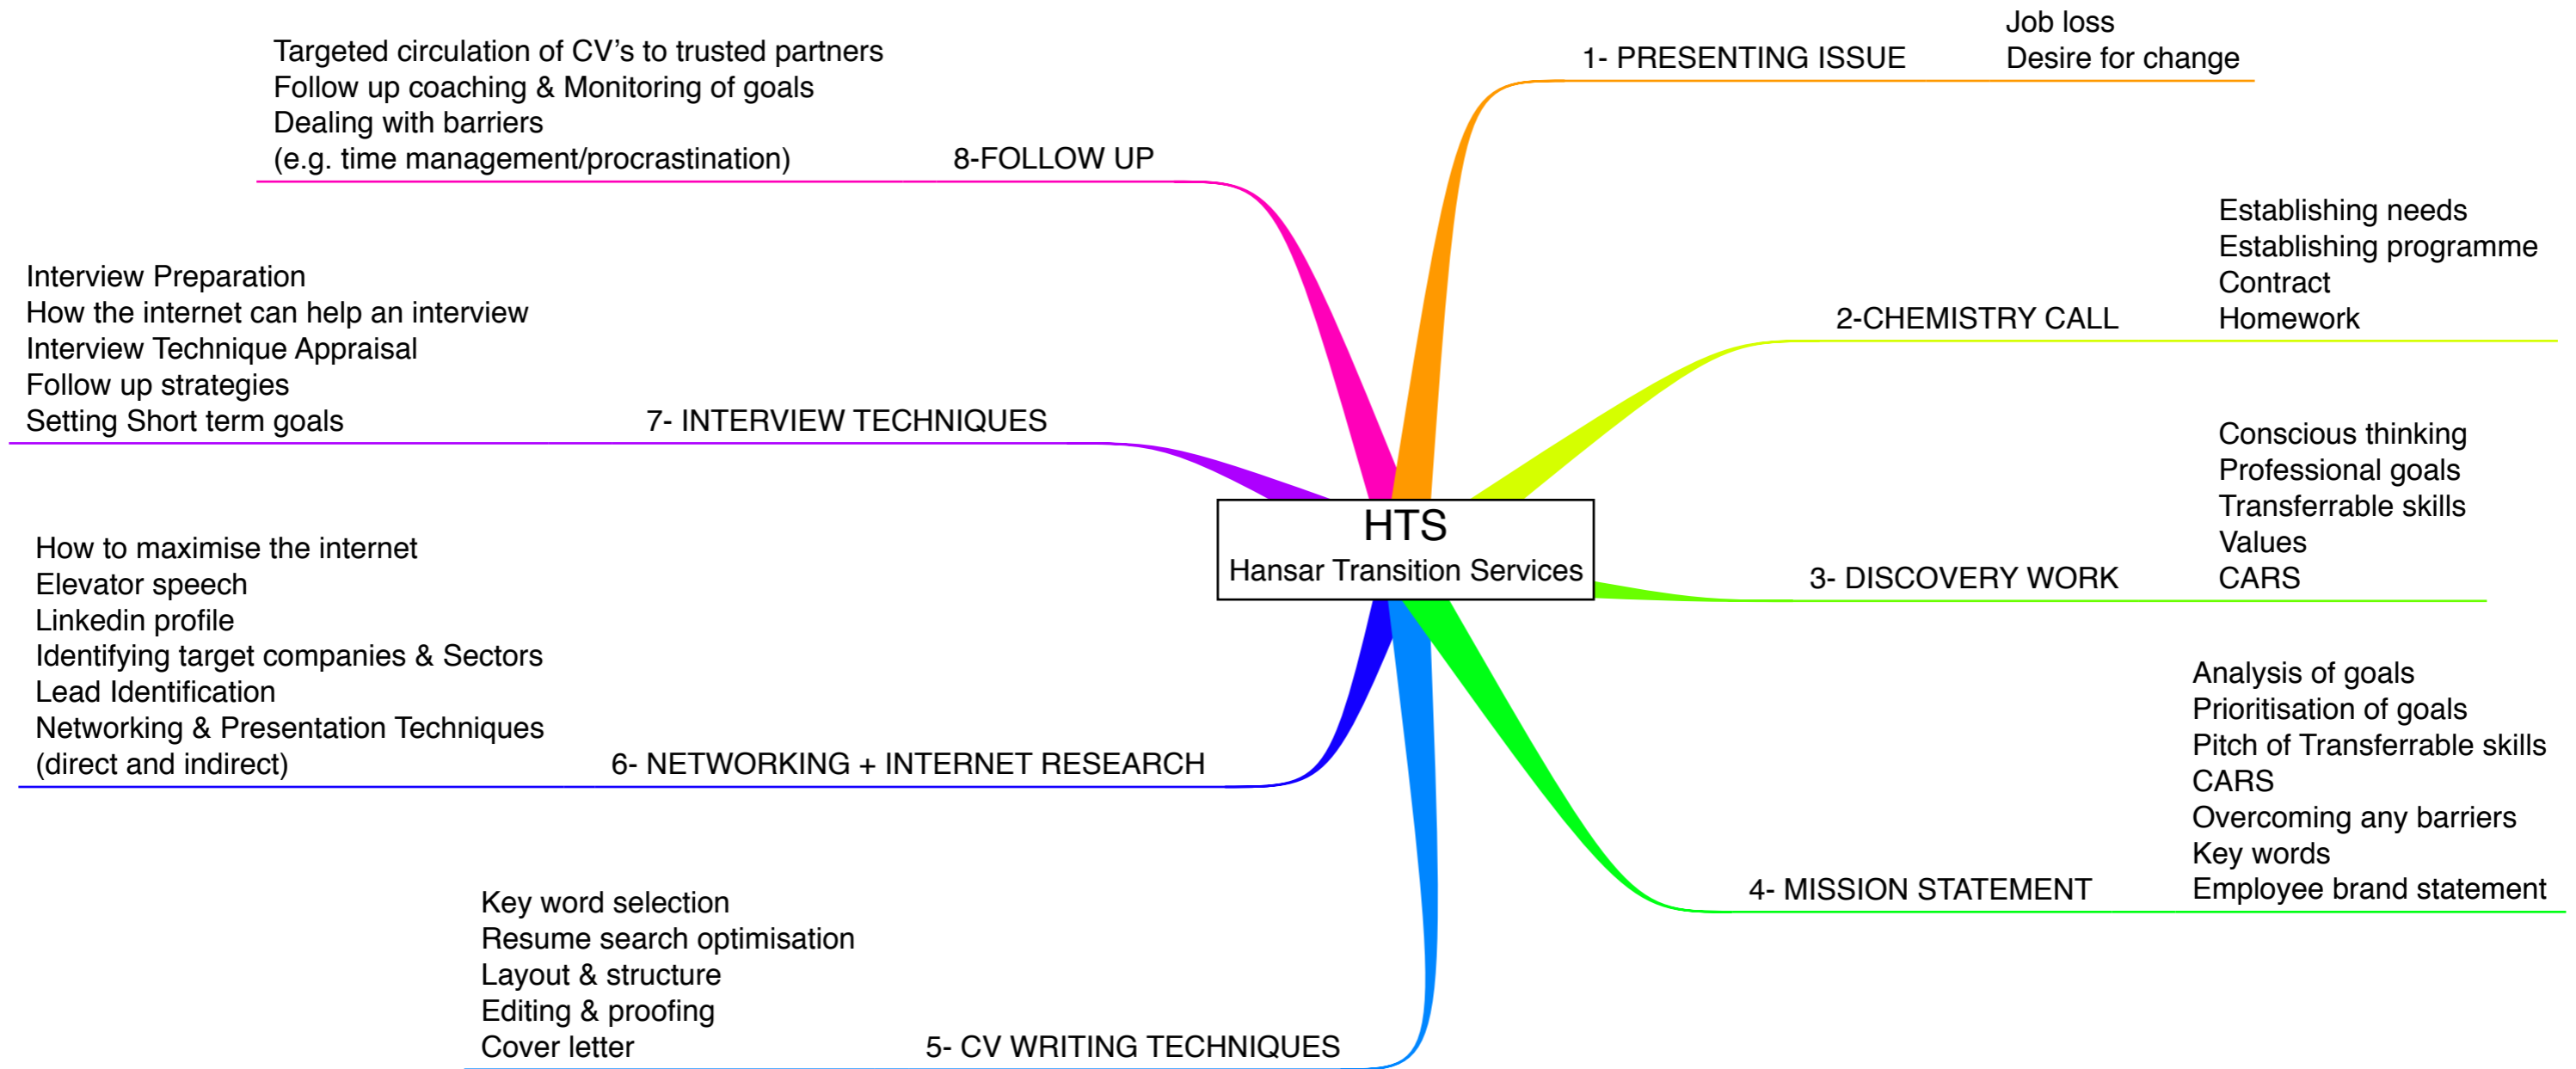 HTS
Hansar Transition Services
1- PRESENTING ISSUE
Job loss
Desire for change
2-CHEMISTRY CALL
Establishing needs
Establishing programme
Contract
Homework
3- DISCOVERY WORK
Conscious thinking
Professional goals
Transferrable skills
Values
CARS
4- MISSION STATEMENT
Analysis of goals
Prioritisation of goals
Pitch of Transferrable skills
CARS
Overcoming any barriers
Key words
Employee brand statement
5- CV WRITING TECHNIQUES
Key word selection
Resume search optimisation
Layout & structure
Editing & proofing
Cover letter
6- NETWORKING + INTERNET RESEARCH
How to maximise the internet
Elevator speech
Linkedin profile
Identifying target companies & Sectors
Lead Identification
Networking & Presentation Techniques
(direct and indirect)
7- INTERVIEW TECHNIQUES
Interview Preparation
How the internet can help an interview
Interview Technique Appraisal
Follow up strategies
Setting Short term goals
8-FOLLOW UP
Targeted circulation of CV’s to trusted partners
Follow up coaching & Monitoring of goals
Dealing with barriers
(e.g. time management/procrastination)